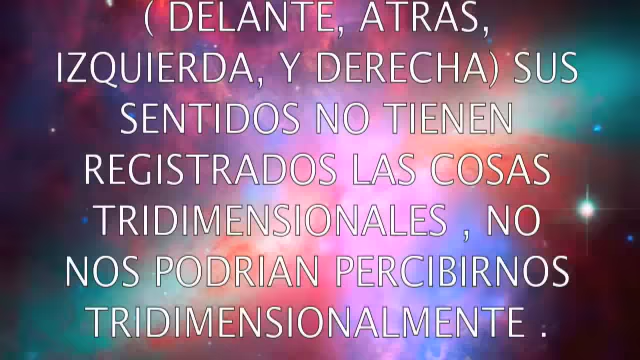 ( DELANTE, ATRAS,
IZQUIERDA, Y DERECHA) SUS
SENTIDOS NO TIENEN
REGISTRADOS LAS COSAS
TRIDIMENSIONALES , NO
NOS PODRIAN PERCIBIRNOS
TRIDIMENSIONALMENTE .